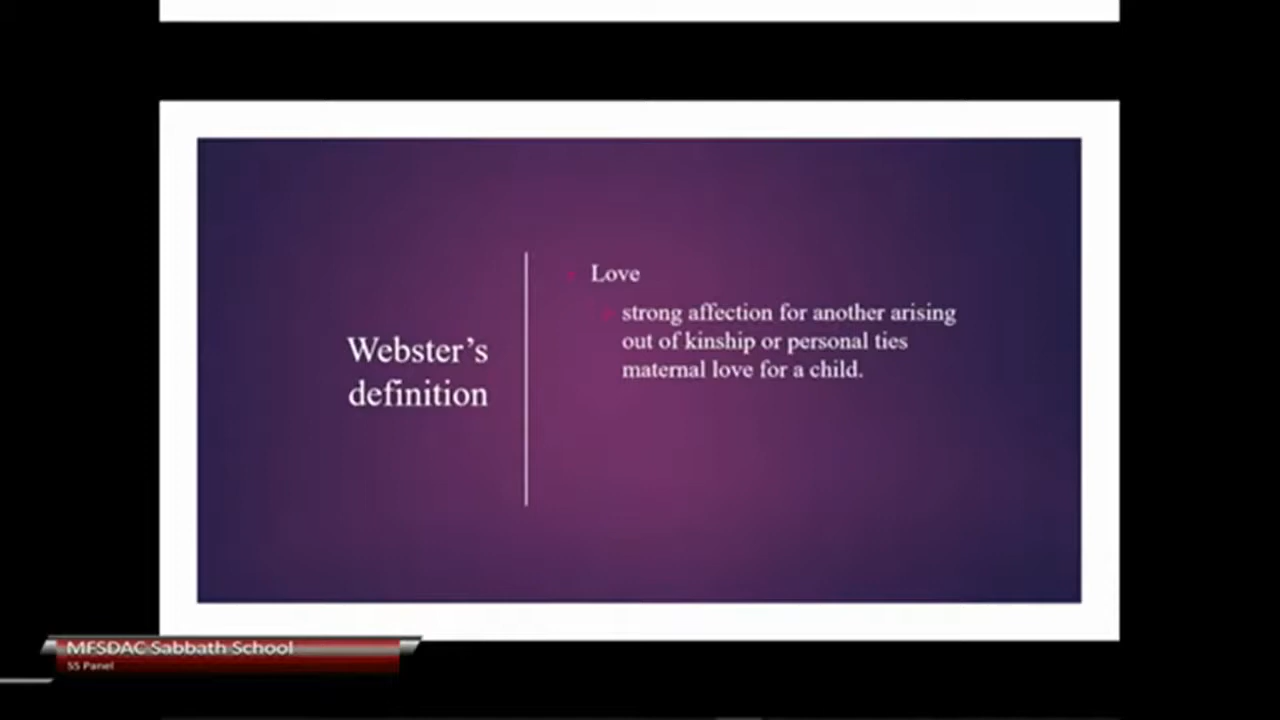 Webster’s
definition
Love
strong affection for another arising
out of kinship or personal ties
maternal love for a child.
MFSDAC Sabbath School
SS Panel